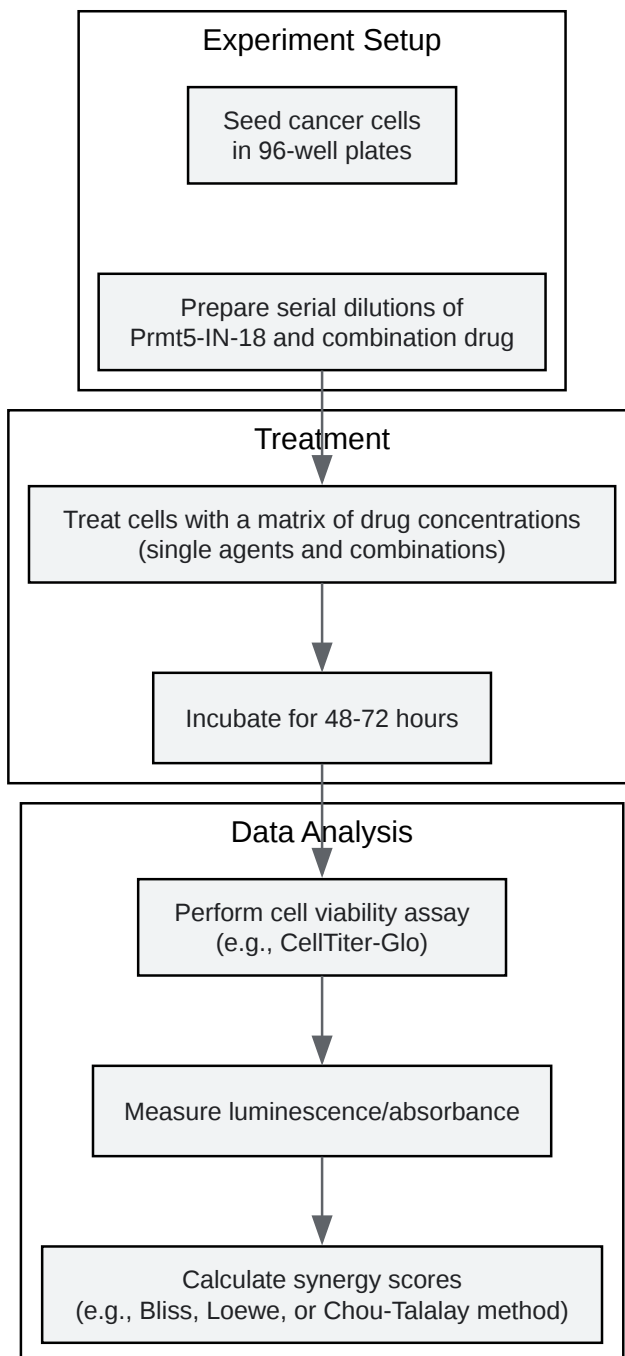 Experiment Setup
Seed cancer cells
in 96-well plates
Prepare serial dilutions of
Prmt5-IN-18 and combination drug
Treatment
Treat cells with a matrix of drug concentrations
(single agents and combinations)
Incubate for 48-72 hours
Data Analysis
Perform cell viability assay
(e.g., CellTiter-Glo)
Measure luminescence/absorbance
Calculate synergy scores
(e.g., Bliss, Loewe, or Chou-Talalay method)